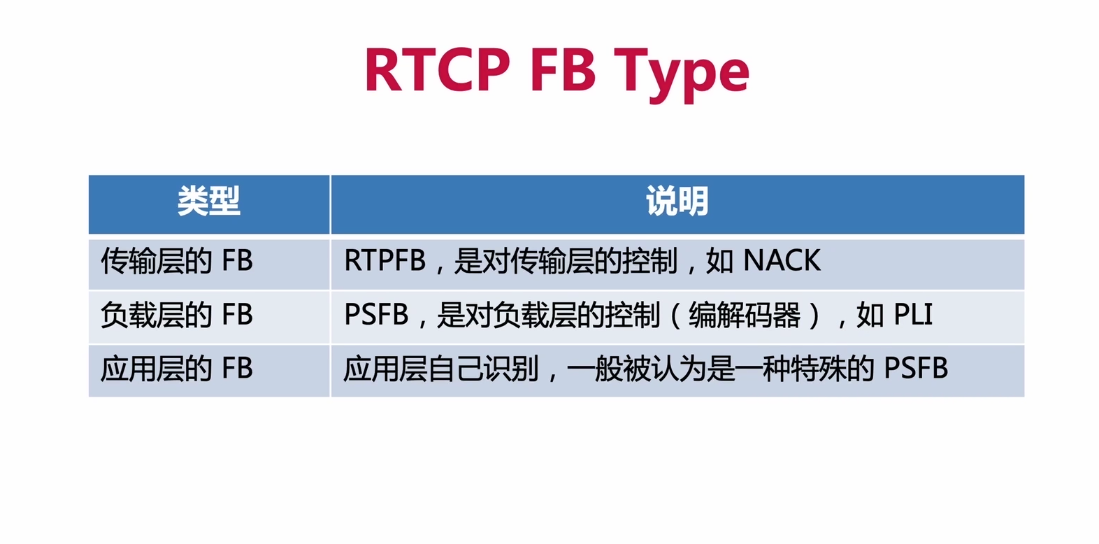 RTCP FB Type
类型 说明
传输层的 FB RTPFB，是对传输层的控制，如 NACK
负载层的 FB PSFB，是对负载层的控制（编解码器），如 PLI
应用层的 FB 应用层自己识别，一般被认为是一种特殊的 PSFB